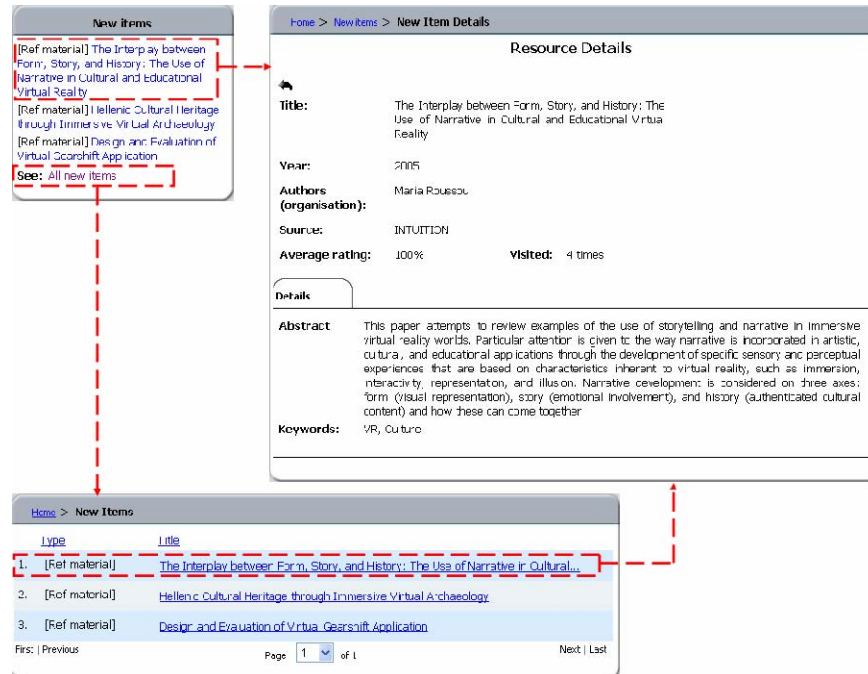 New items
[Ref material] The Interplay between
Form, Story, and History: The Use of
Narrative in Cultural and Educational
Virtual Reality
[Ref material] Hellenic Cultural Heritage
through Immersive Virtual Archaeology
[Ref material] Design and Evaluation of
Virtual Gearshift Application
See: All new items
Home > New items > New Item Details
Resource Details
Title: The Interplay between Form, Story, and History: The
Use of Narrative in Cultural and Educational Virtual
Reality
Year: 2005
Authors
(organisation): Maria Roussou
Source: INTUITION
Average rating: 100% Visited: 4 times
Details
Abstract This paper attempts to review examples of the use of storytelling and narrative in immersive
virtual reality worlds. Particular attention is given to the way narrative is incorporated in artistic,
cultural, and educational applications through the development of specific sensory and perceptual
experiences that are based on characteristics inherent to virtual reality, such as immersion,
interactivity, representation, and illusion. Narrative development is considered on three axes:
form (visual representation), story (emotional involvement), and history (authenticated cultural
content) and how these can come together
Keywords: VR, Culture
Home > New Items
Type Title
1. [Ref material] The Interplay between Form, Story, and History: The Use of Narrative in Cultural...
2. [Ref material] Hellenic Cultural Heritage through Immersive Virtual Archaeology
3. [Ref material] Design and Evaluation of Virtual Gearshift Application
First | Previous Page 1 of 1 Next | Last